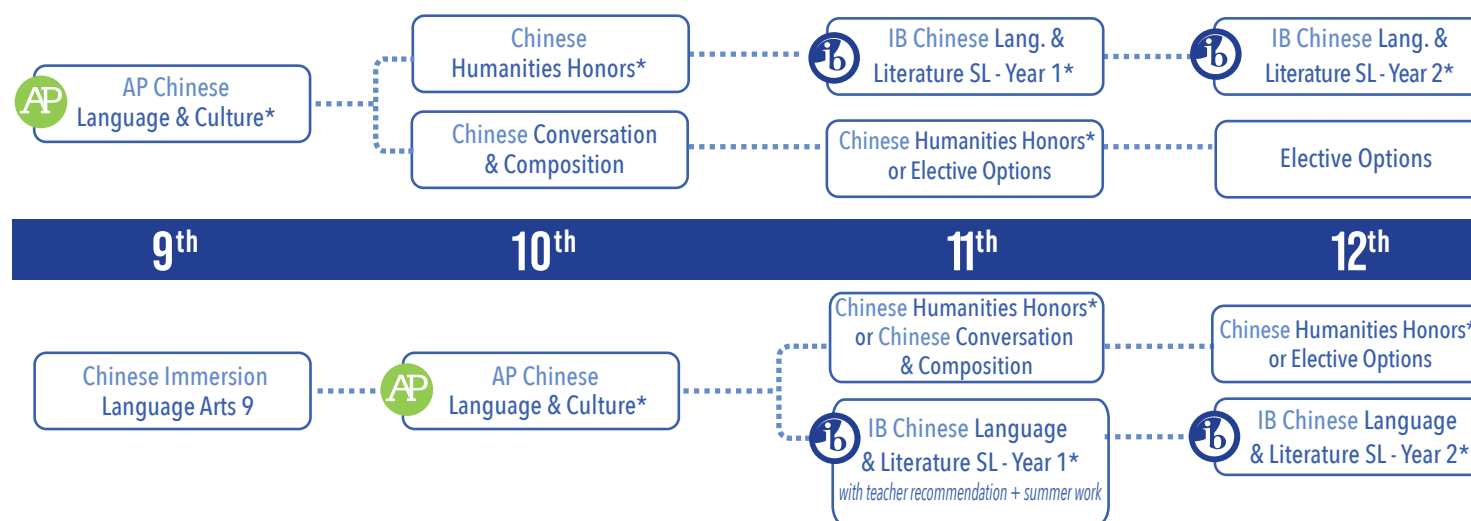 AP
AP Chinese
Language & Culture*
Chinese
Humanities Honors*
ib
IB Chinese Lang. &
Literature SL - Year 1*
ib
IB Chinese Lang. &
Literature SL - Year 2*
Chinese Conversation
& Composition
Chinese Humanities Honors*
or Elective Options
Elective Options
9th
10th
11th
12th
Chinese Immersion
Language Arts 9
AP
AP Chinese
Language & Culture*
Chinese Humanities Honors*
or Chinese Conversation
& Composition
Chinese Humanities Honors*
or Elective Options
ib
IB Chinese Language
& Literature SL - Year 1*
with teacher recommendation + summer work
ib
IB Chinese Language
& Literature SL - Year 2*